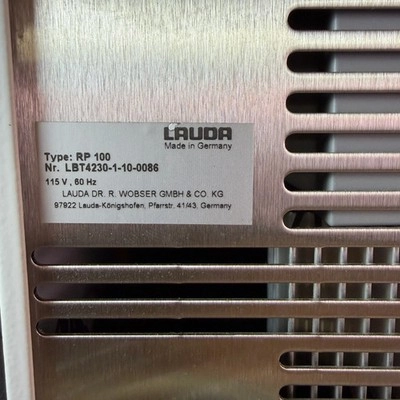 LAUDA
Made in Germany
Type: RP 100
Nr. LBT4230-1-10-0086
115 V , 60 Hz
LAUDA DR. R. WOBSER GMBH & CO. KG
97922 Lauda-Königshofen, Pfarrstr, 41/43, Germany